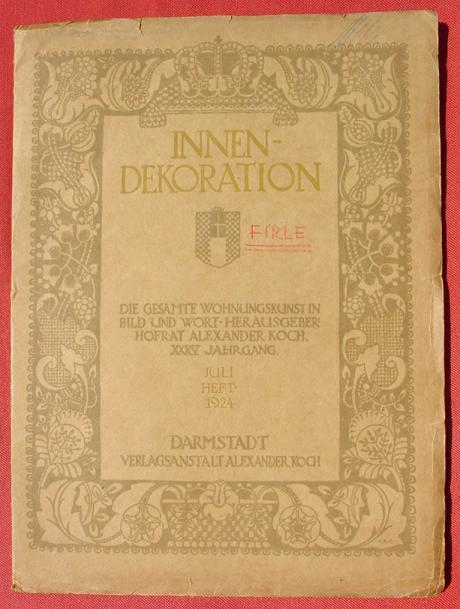 INNEN-
DEKORATION
FIRLE
DIE GESAMTE WOHNUNGSKUNST IN
BILD UND WORT · HERAUSGEBER:
HOFRAT ALEXANDER KOCH.
XXXV JAHRGANG.
JULI
HEFT·
1924
DARMSTADT
VERLAGSANSTALT ALEXANDER KOCH